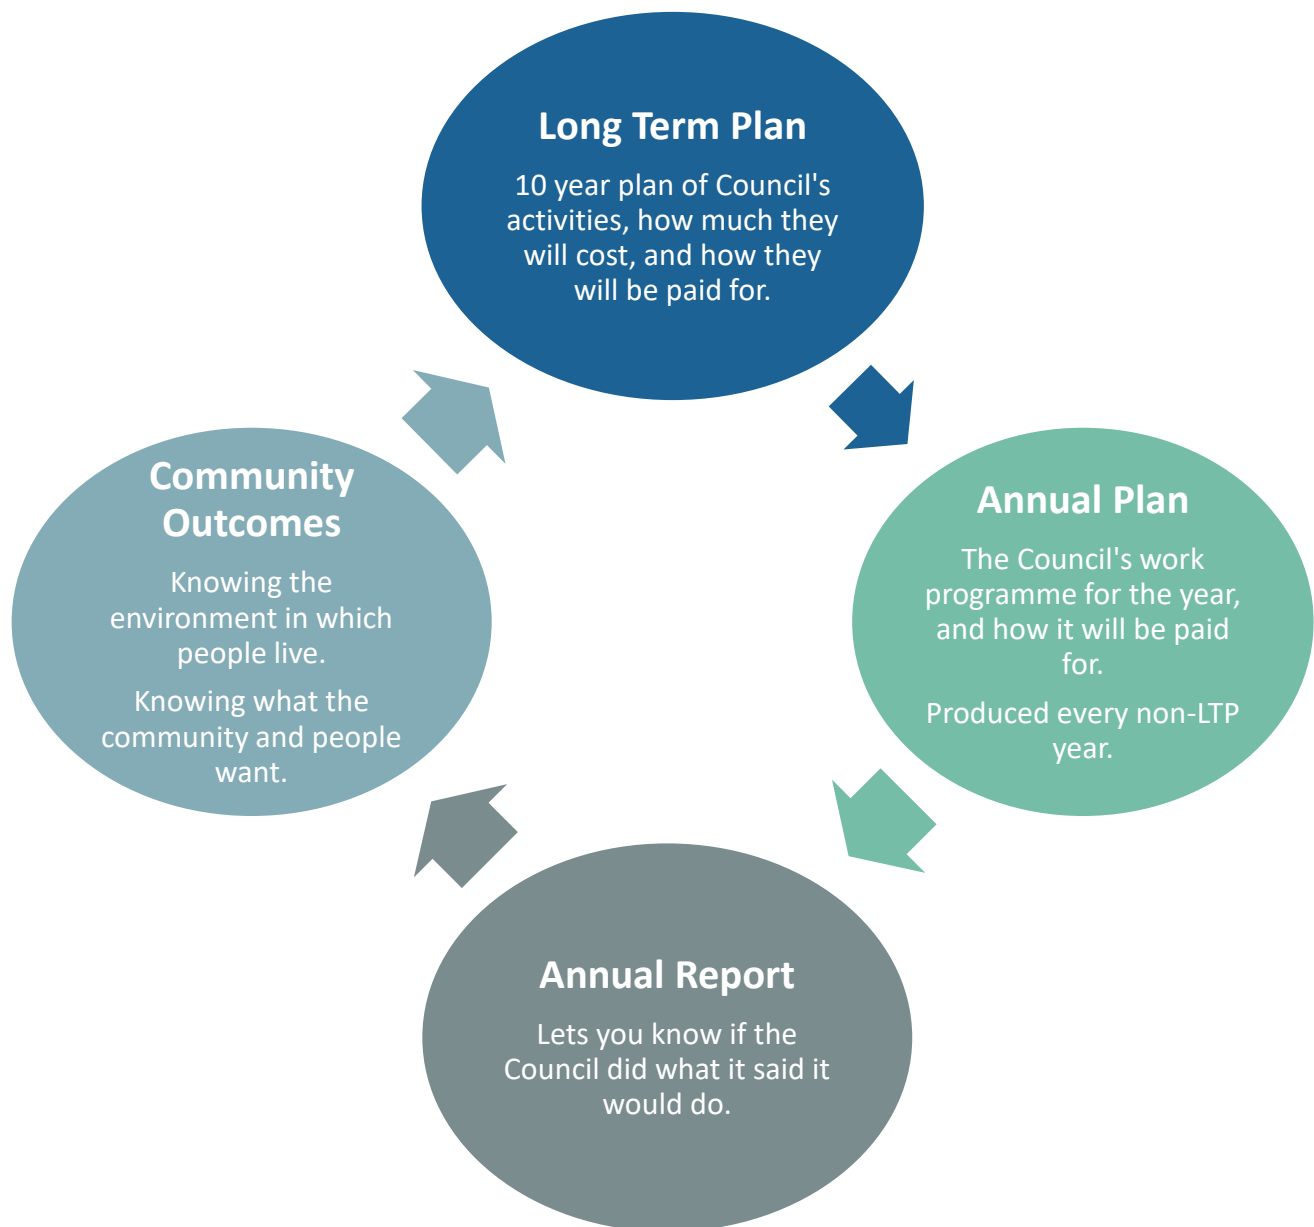 Long Term Plan
10 year plan of Council's
activities, how much they
will cost, and how they
will be paid for.
Annual Plan
The Council's work
programme for the year,
and how it will be paid
for.
Produced every non-LTP
year.
Annual Report
Lets you know if the
Council did what it said it
would do.
Community
Outcomes
Knowing the
environment in which
people live.
Knowing what the
community and people
want.